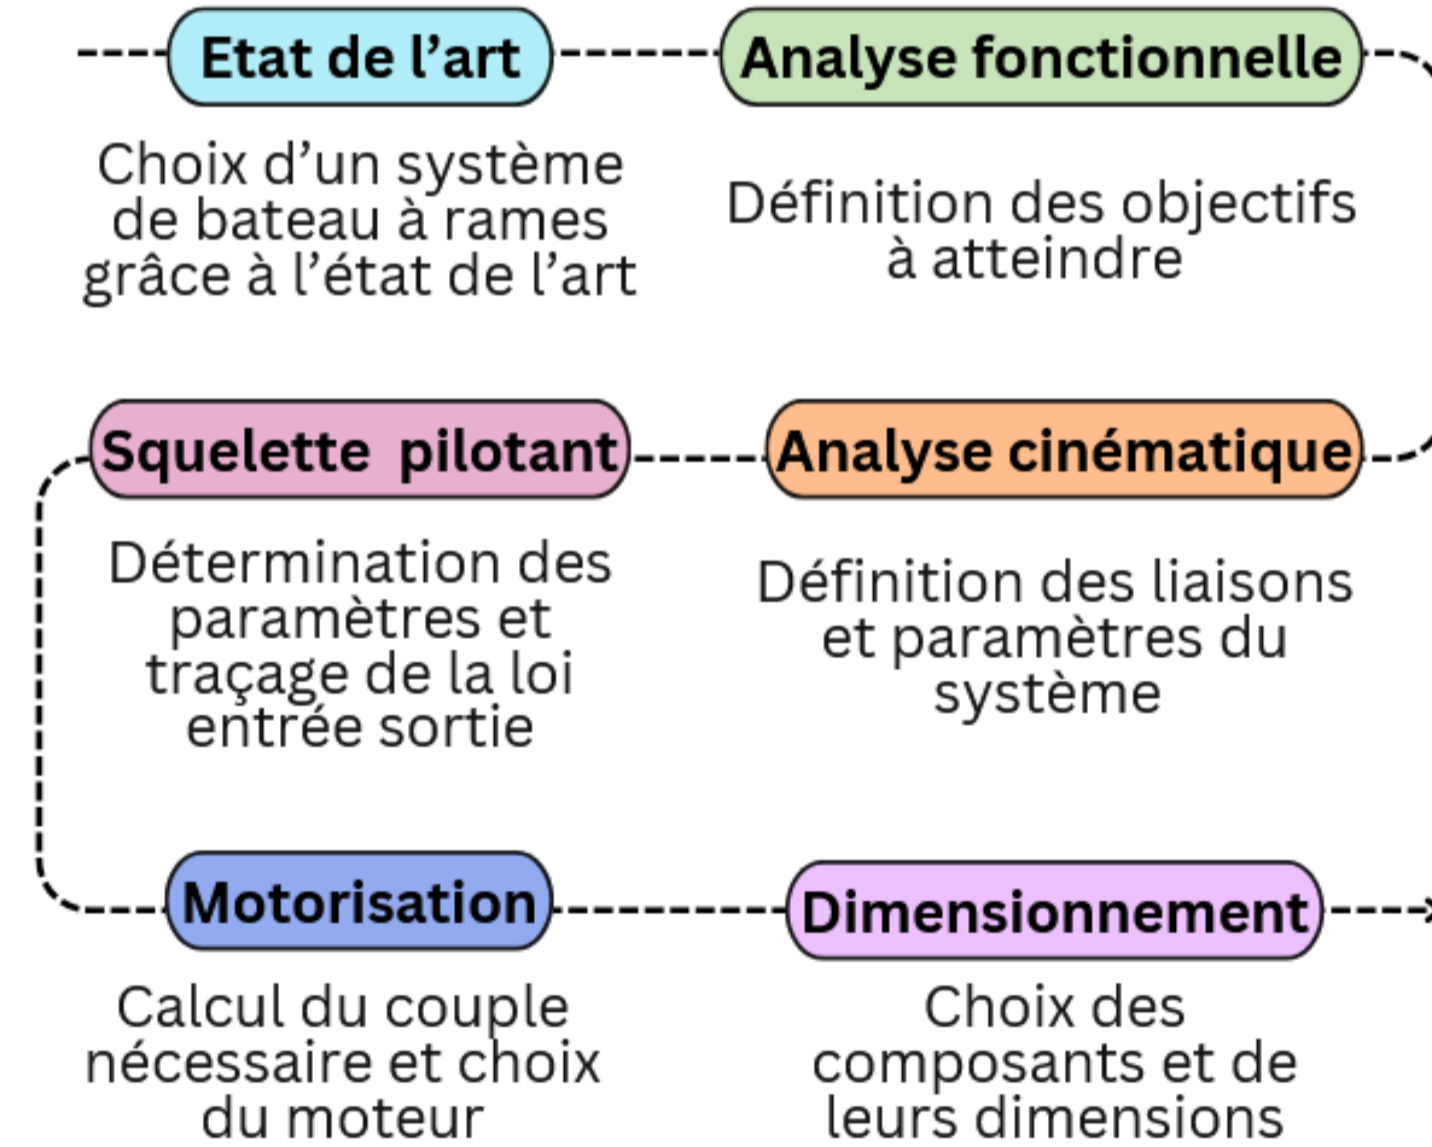 Etat de l’art
Analyse fonctionnelle
Choix d’un système
de bateau à rames
grâce à l’état de l’art
Définition des objectifs
à atteindre
Squelette pilotant
Analyse cinématique
Détermination des
paramètres et
traçage de la loi
entrée sortie
Définition des liaisons
et paramètres du
système
Motorisation
Dimensionnement
Calcul du couple
nécessaire et choix
du moteur
Choix des
composants et de
leurs dimensions